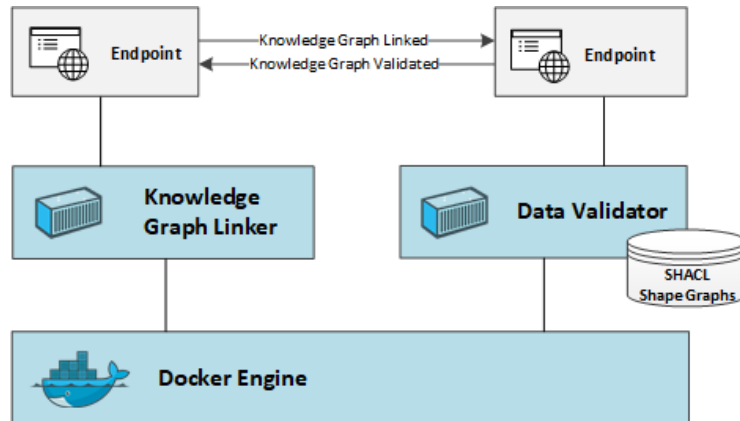 Endpoint
Knowledge Graph Linked
Knowledge Graph Validated
Endpoint
Knowledge
Graph Linker
Data Validator
SHACL
Shape Graphs
Docker Engine